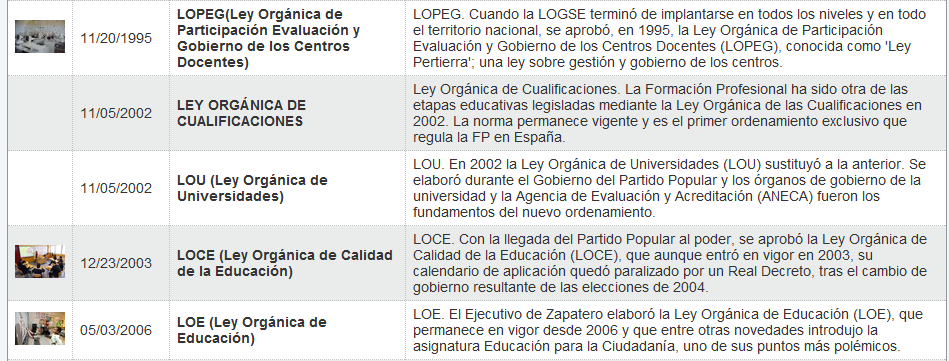 11/20/1995
LOPEG(Ley Orgánica de
Participación Evaluación y
Gobierno de los Centros
Docentes)
LOPEG. Cuando la LOGSE terminó de implantarse en todos los niveles y en todo
el territorio nacional, se aprobó, en 1995, la Ley Orgánica de Participación
Evaluación y Gobierno de los Centros Docentes (LOPEG), conocida como 'Ley
Pertierra'; una ley sobre gestión y gobierno de los centros.
11/05/2002
LEY ORGÁNICA DE
CUALIFICACIONES
Ley Orgánica de Cualificaciones. La Formación Profesional ha sido otra de las
etapas educativas legisladas mediante la Ley Orgánica de las Cualificaciones en
2002. La norma permanece vigente y es el primer ordenamiento exclusivo que
regula la FP en España.
11/05/2002
LOU (Ley Orgánica de
Universidades)
LOU. En 2002 la Ley Orgánica de Universidades (LOU) sustituyó a la anterior. Se
elaboró durante el Gobierno del Partido Popular y los órganos de gobierno de la
universidad y la Agencia de Evaluación y Acreditación (ANECA) fueron los
fundamentos del nuevo ordenamiento.
12/23/2003
LOCE (Ley Orgánica de Calidad
de la Educación)
LOCE. Con la llegada del Partido Popular al poder, se aprobó la Ley Orgánica de
Calidad de la Educación (LOCE), que aunque entró en vigor en 2003, su
calendario de aplicación quedó paralizado por un Real Decreto, tras el cambio de
gobierno resultante de las elecciones de 2004.
05/03/2006
LOE (Ley Orgánica de
Educación)
LOE. El Ejecutivo de Zapatero elaboró la Ley Orgánica de Educación (LOE), que
permanece en vigor desde 2006 y que entre otras novedades introdujo la
asignatura Educación para la Ciudadanía, uno de sus puntos más polémicos.